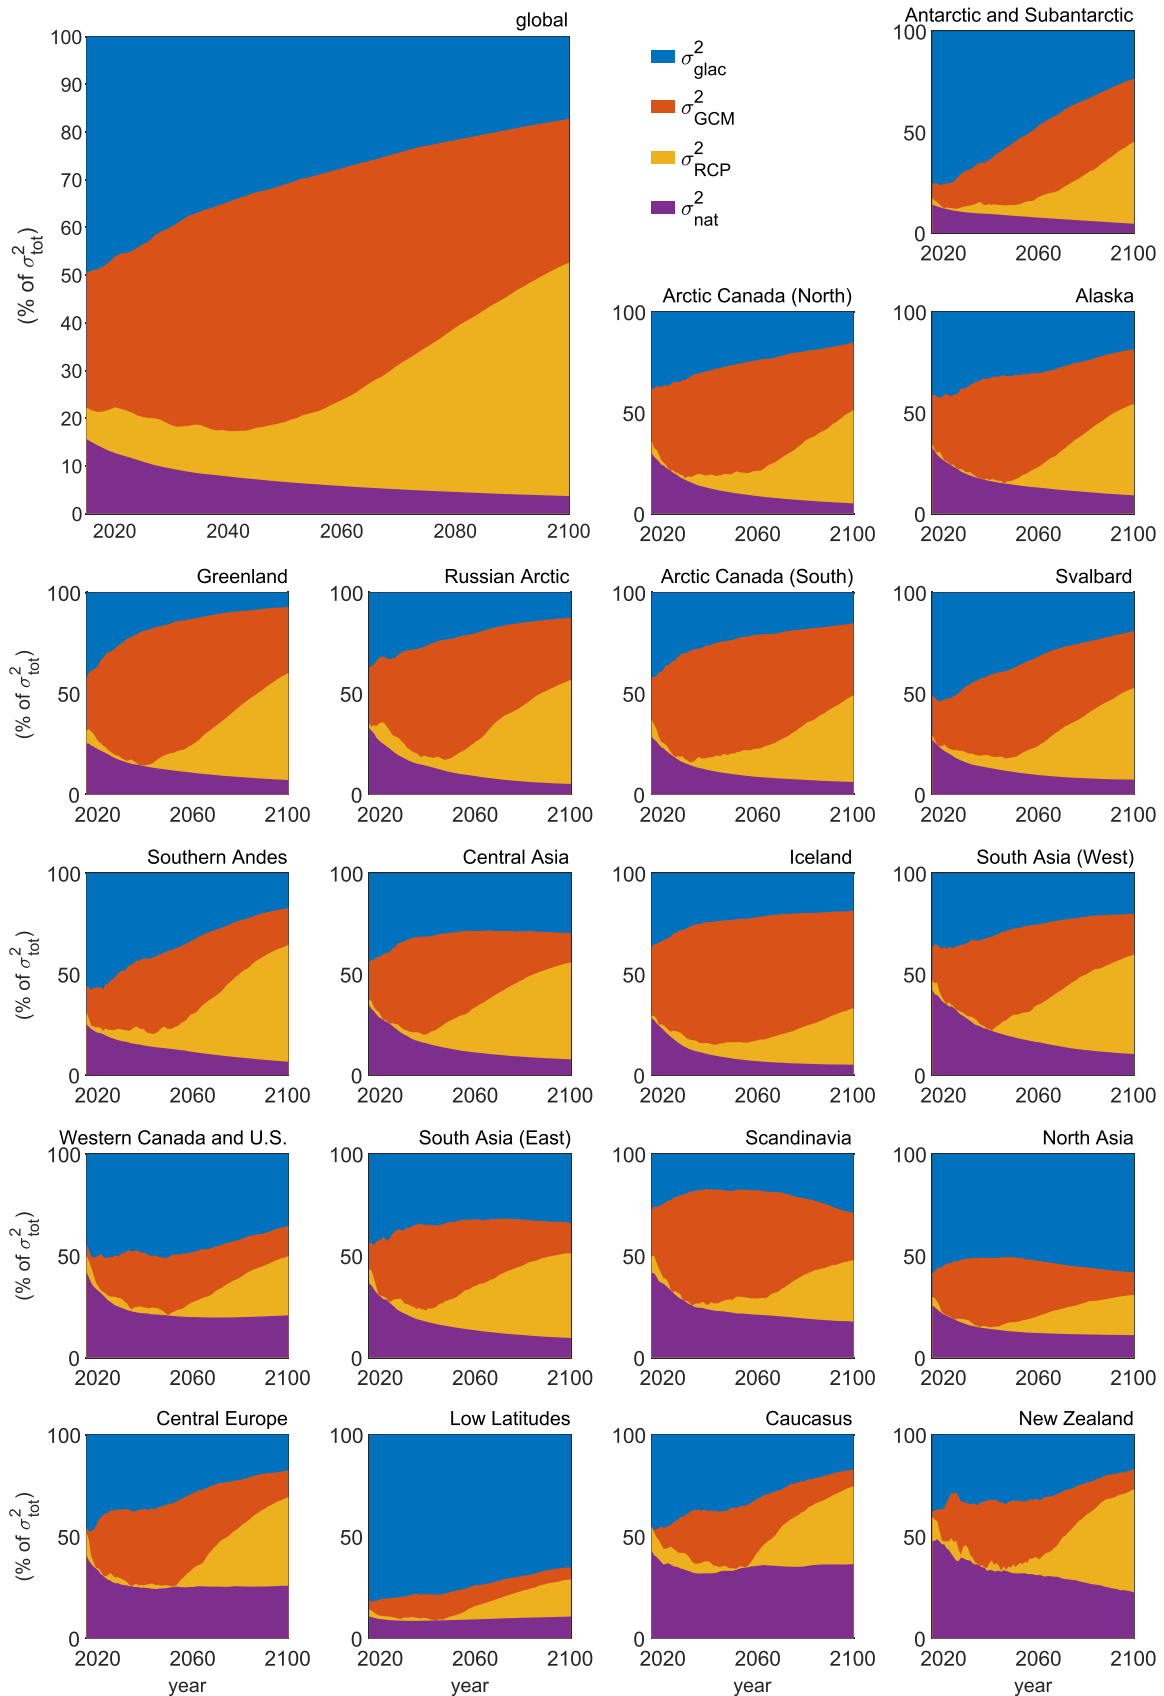 global
100
90
80
70
60
50
40
30
20
10
0
(% of σ²tot)
2020 2040 2060 2080 2100
σ²glac
σ²GCM
σ²RCP
σ²nat
Antarctic and Subantarctic
100
50
0
2020 2060 2100
Arctic Canada (North)
100
50
0
2020 2060 2100
Alaska
100
50
0
2020 2060 2100
Greenland
100
50
0
(% of σ²tot)
2020 2060 2100
Russian Arctic
100
50
0
2020 2060 2100
Arctic Canada (South)
100
50
0
2020 2060 2100
Svalbard
100
50
0
2020 2060 2100
Southern Andes
100
50
0
(% of σ²tot)
2020 2060 2100
Central Asia
100
50
0
2020 2060 2100
Iceland
100
50
0
2020 2060 2100
South Asia (West)
100
50
0
2020 2060 2100
Western Canada and U.S.
100
50
0
(% of σ²tot)
2020 2060 2100
South Asia (East)
100
50
0
2020 2060 2100
Scandinavia
100
50
0
2020 2060 2100
North Asia
100
50
0
2020 2060 2100
Central Europe
100
50
0
(% of σ²tot)
2020 2060 2100
year
Low Latitudes
100
50
0
2020 2060 2100
year
Caucasus
100
50
0
2020 2060 2100
year
New Zealand
100
50
0
2020 2060 2100
year